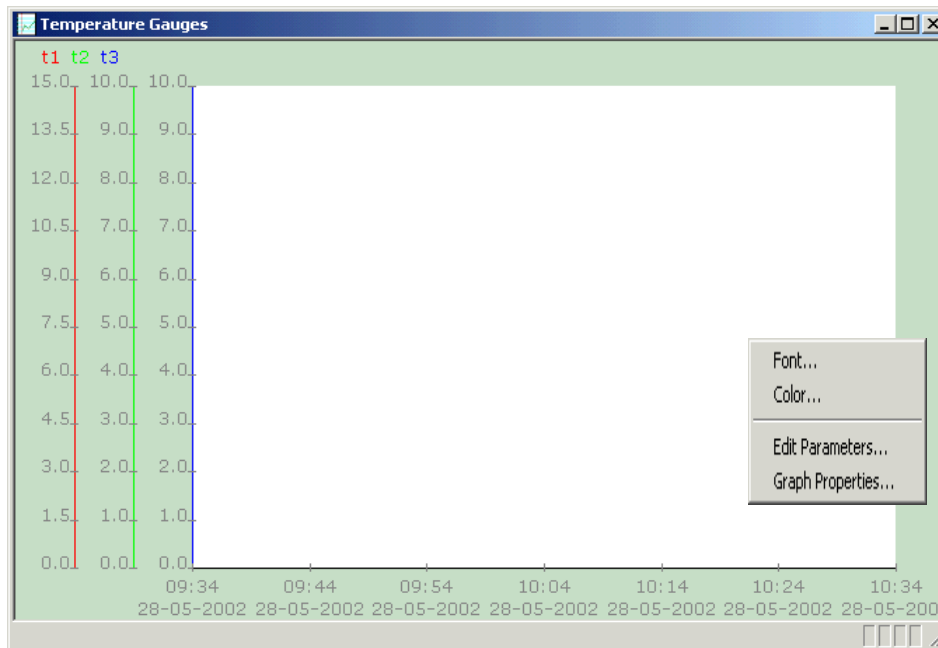 Temperature Gauges
t1 t2 t3
15.0 10.0 10.0
13.5 9.0 9.0
12.0 8.0 8.0
10.5 7.0 7.0
9.0 6.0 6.0
7.5 5.0 5.0
6.0 4.0 4.0
4.5 3.0 3.0
3.0 2.0 2.0
1.5 1.0 1.0
0.0 0.0 0.0
Font...
Color...
Edit Parameters...
Graph Properties...
09:34 09:44 09:54 10:04 10:14 10:24 10:34
28-05-2002 28-05-2002 28-05-2002 28-05-2002 28-05-2002 28-05-2002 28-05-200